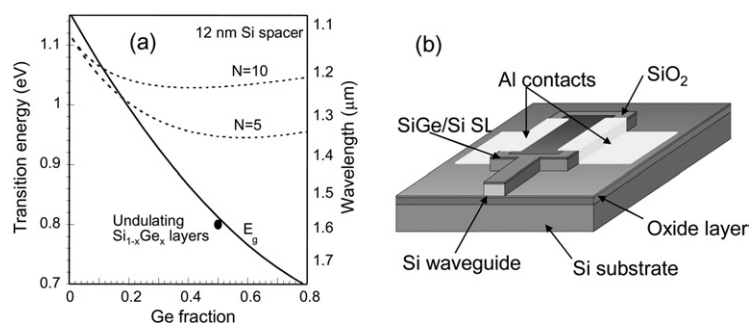 (a)
12 nm Si spacer
N=10
N=5
Undulating
Si₁₋ₓGeₓ layers
E_g
Transition energy (eV)
1.1
1
0.9
0.8
0.7
0 0.2 0.4 0.6 0.8
Ge fraction
Wavelength (μm)
1.1
1.2
1.3
1.4
1.5
1.6
1.7
(b)
Al contacts
SiO₂
SiGe/Si SL
Oxide layer
Si waveguide
Si substrate